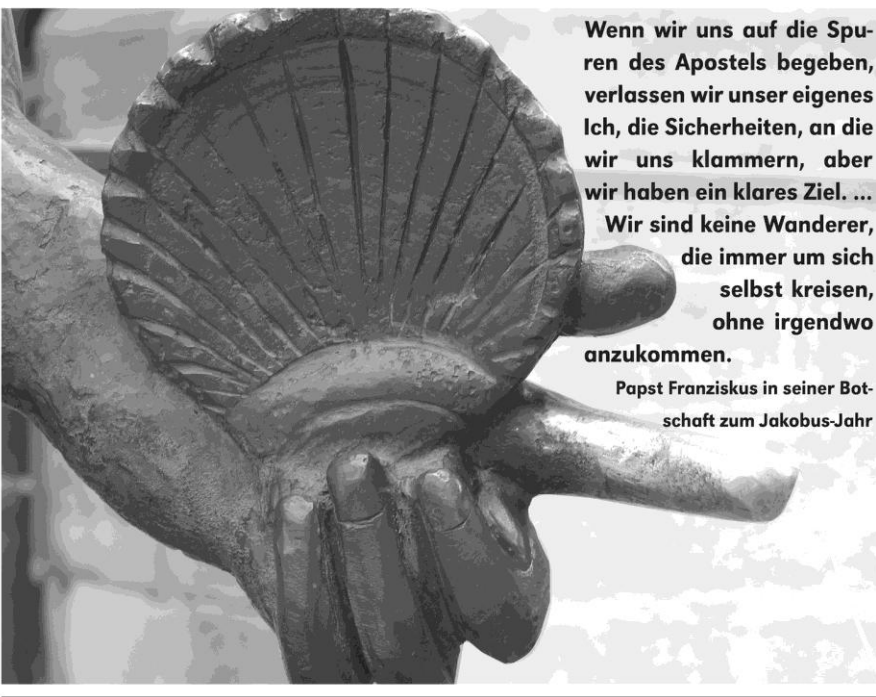 Wenn wir uns auf die Spu-
ren des Apostels begeben,
verlassen wir unser eigenes
Ich, die Sicherheiten, an die
wir uns klammern, aber
wir haben ein klares Ziel. ...
Wir sind keine Wanderer,
die immer um sich
selbst kreisen,
ohne irgendwo
anzukommen.
Papst Franziskus in seiner Bot-
schaft zum Jakobus-Jahr